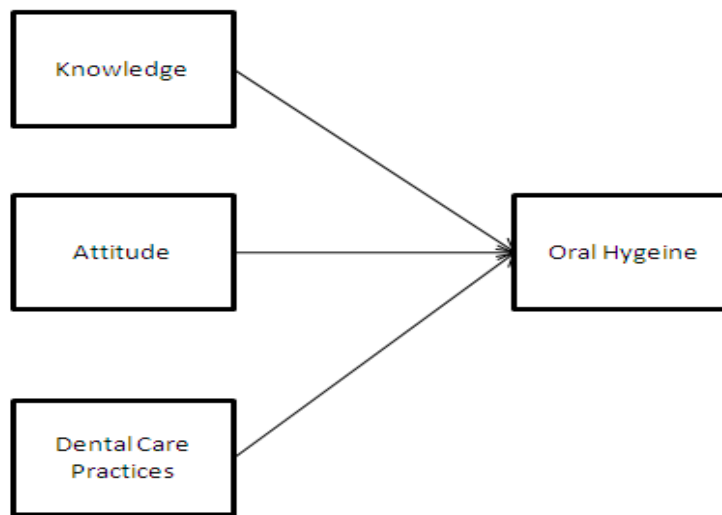 Knowledge
Attitude
Oral Hygeine
Dental Care
Practices